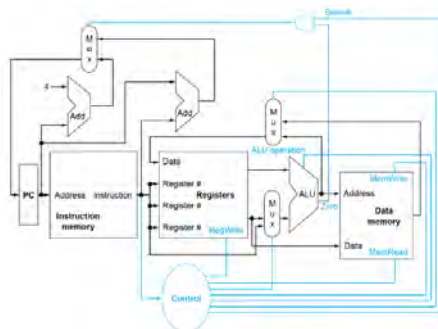 Branch
M
u
x
4
Add
Add
M
u
x
ALU operation
Data
Register #
Registers
Register #
Register #
RegWrite
PC
Address
Instruction
Instruction
memory
M
u
x
ALU
Zero
MemWrite
Address
Data
memory
Data
MemRead
Control